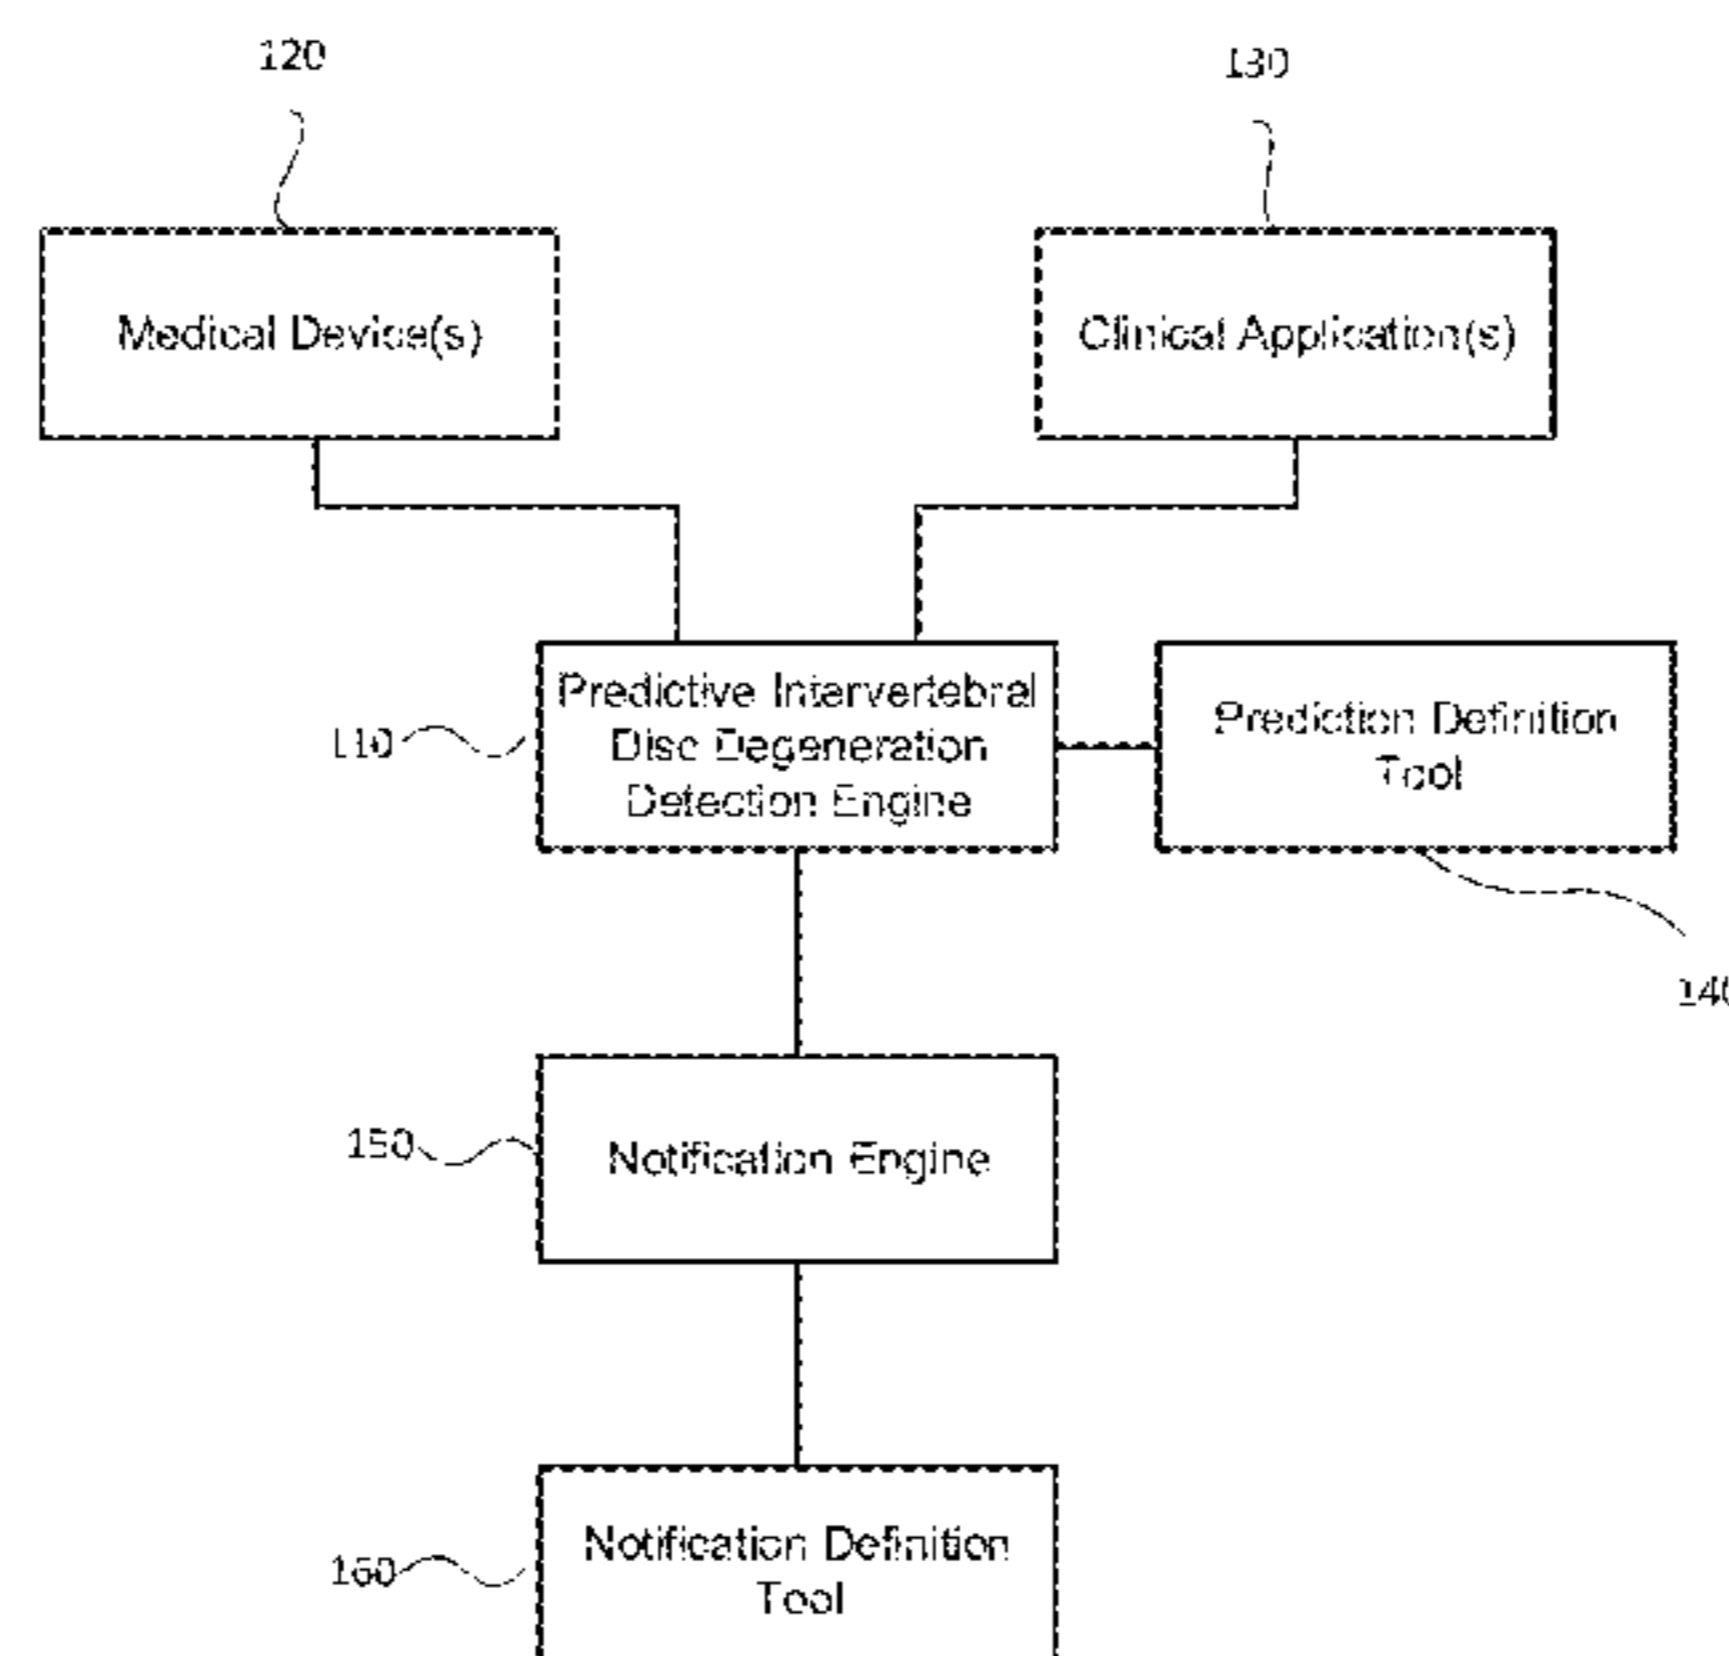 120
130
Medical Device(s)
Clinical Application(s)
110
Predictive Intervertebral
Disc Degeneration
Detection Engine
Prediction Definition
Tool
140
150
Notification Engine
160
Notification Definition
Tool